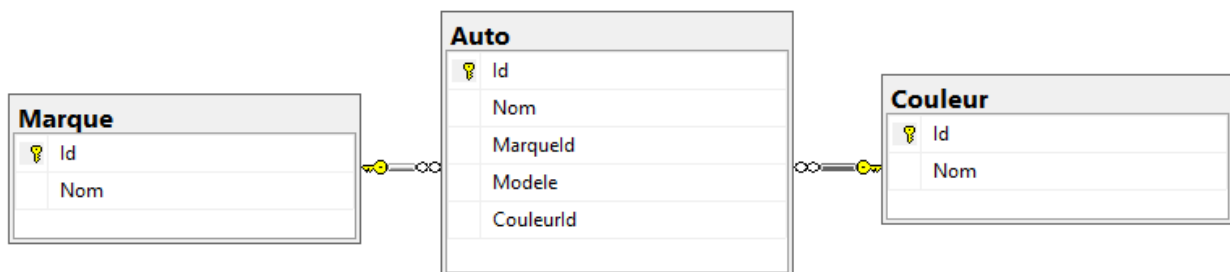 Marque
Id
Nom
Auto
Id
Nom
MarqueId
Modele
CouleurId
Couleur
Id
Nom